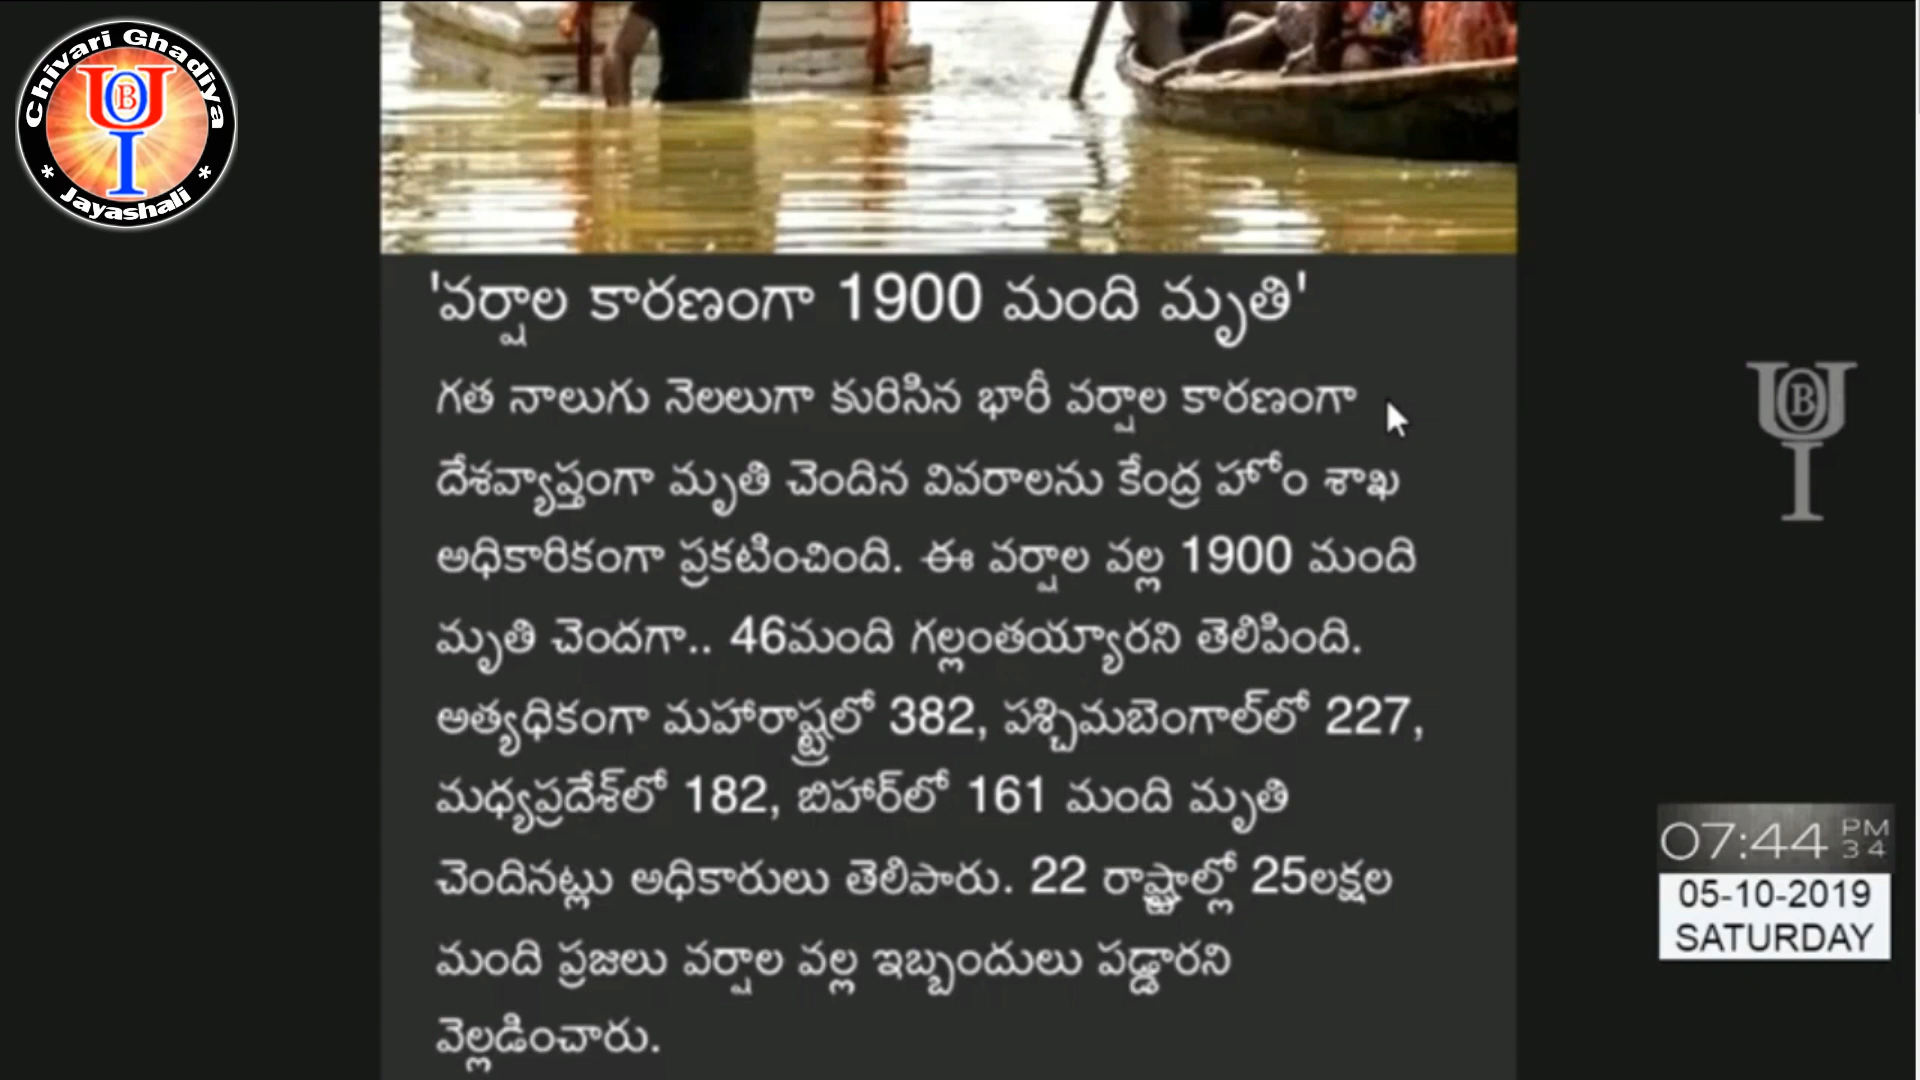 Chivari Ghadiya
UOBI
* Jayashali *
'వర్షాల కారణంగా 1900 మంది మృతి'
గత నాలుగు నెలలుగా కురిసిన భారీ వర్షాల కారణంగా
దేశవ్యాప్తంగా మృతి చెందిన వివరాలను కేంద్ర హోం శాఖ
అధికారికంగా ప్రకటించింది. ఈ వర్షాల వల్ల 1900 మంది
మృతి చెందగా.. 46మంది గల్లంతయ్యారని తెలిపింది.
అత్యధికంగా మహారాష్ట్రలో 382, పశ్చిమబెంగాల్‌లో 227,
మధ్యప్రదేశ్‌లో 182, బిహార్‌లో 161 మంది మృతి
చెందినట్లు అధికారులు తెలిపారు. 22 రాష్ట్రాల్లో 25లక్షల
మంది ప్రజలు వర్షాల వల్ల ఇబ్బందులు పడ్డారని
వెల్లడించారు.
UOBI
07:44 PM 34
05-10-2019
SATURDAY